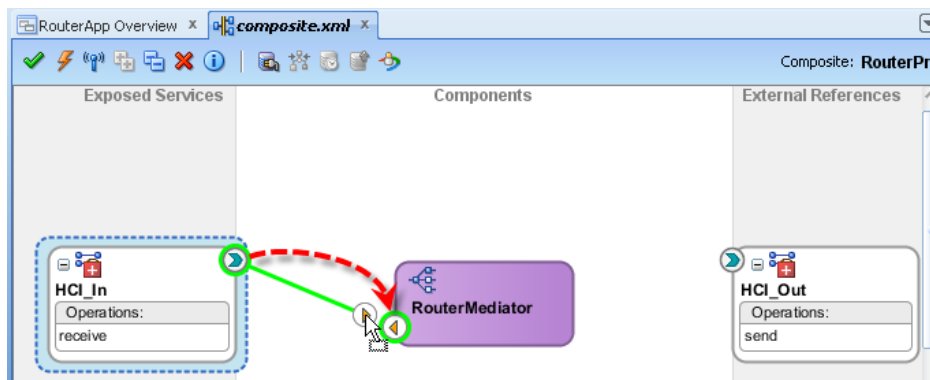 RouterApp Overview x composite.xml x
Composite: RouterPr
Exposed Services Components External References
HCI_In
Operations:
receive
RouterMediator
HCI_Out
Operations:
send